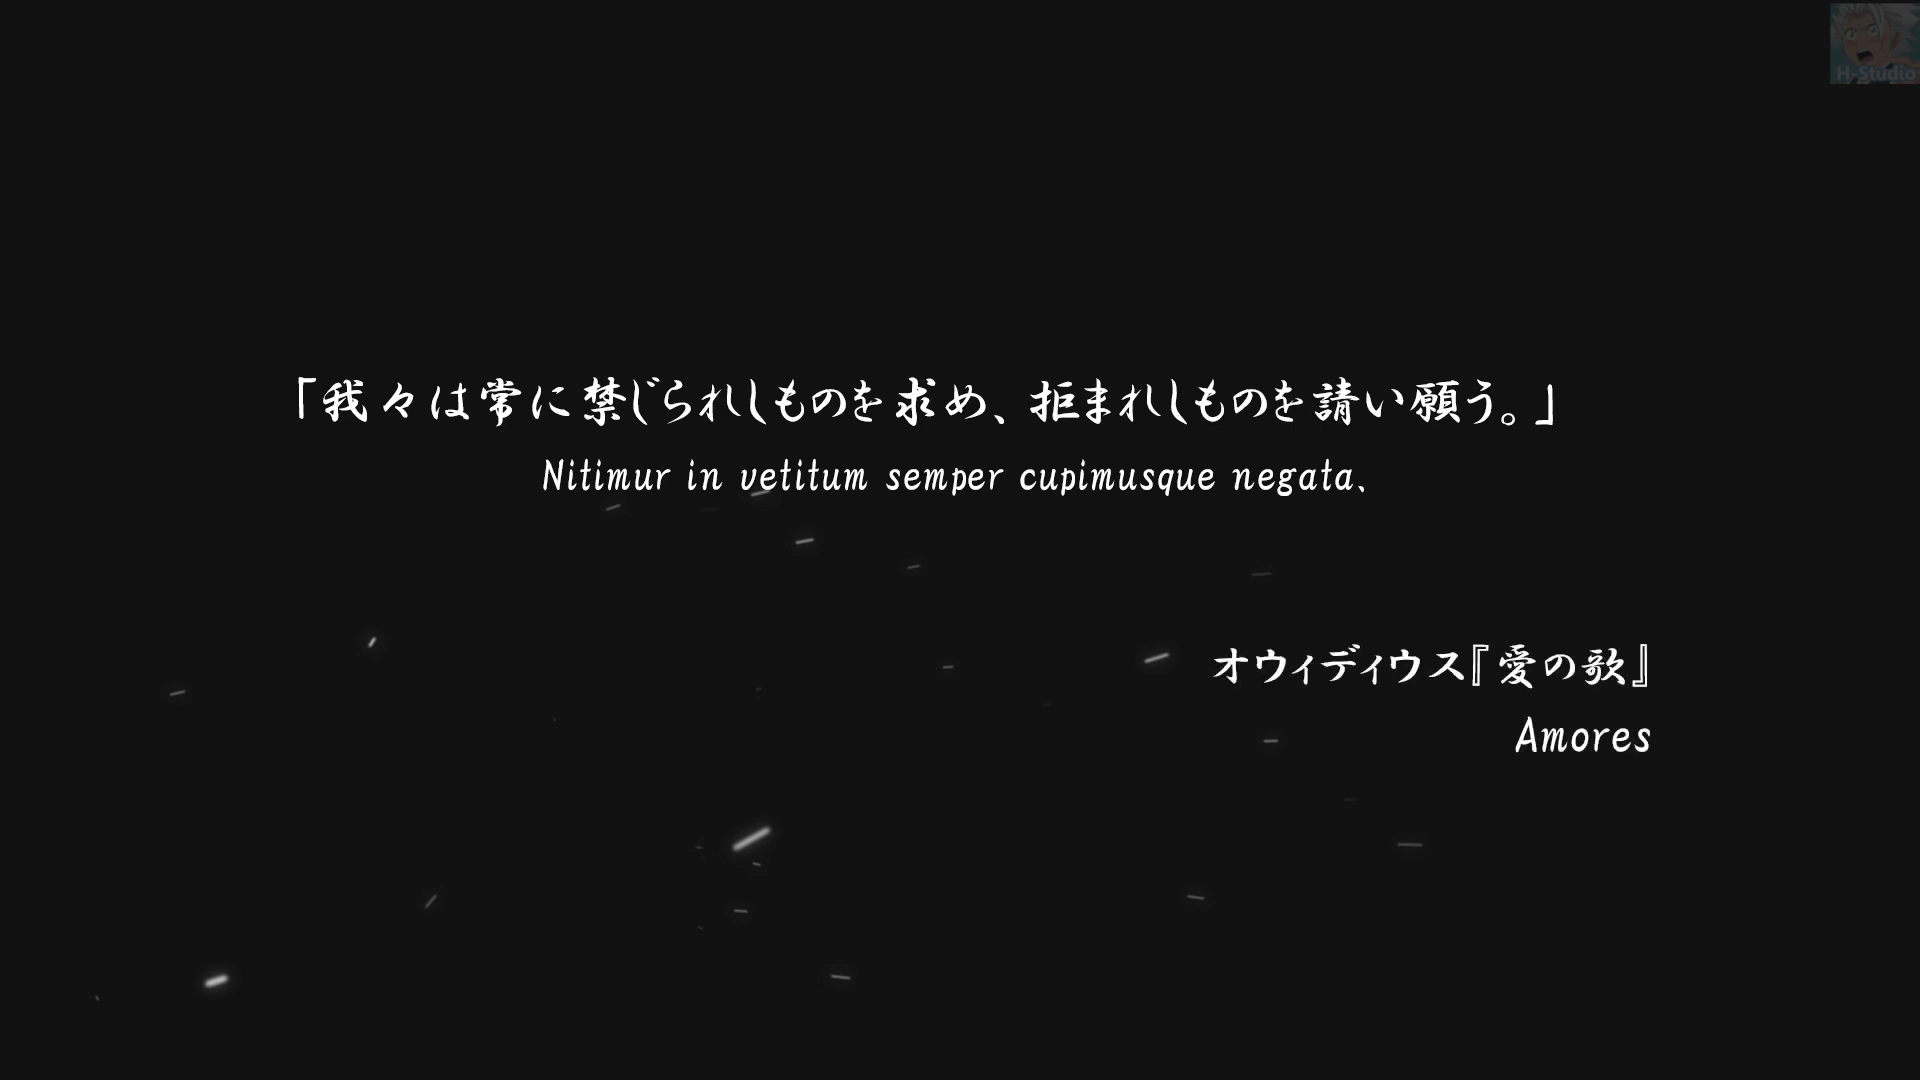 H-Studio
「我々は常に禁じられしものを求め、拒まれしものを請い願う。」
Nitimur in vetitum semper cupimusque negata.
オウィディウス『愛の歌』
Amores